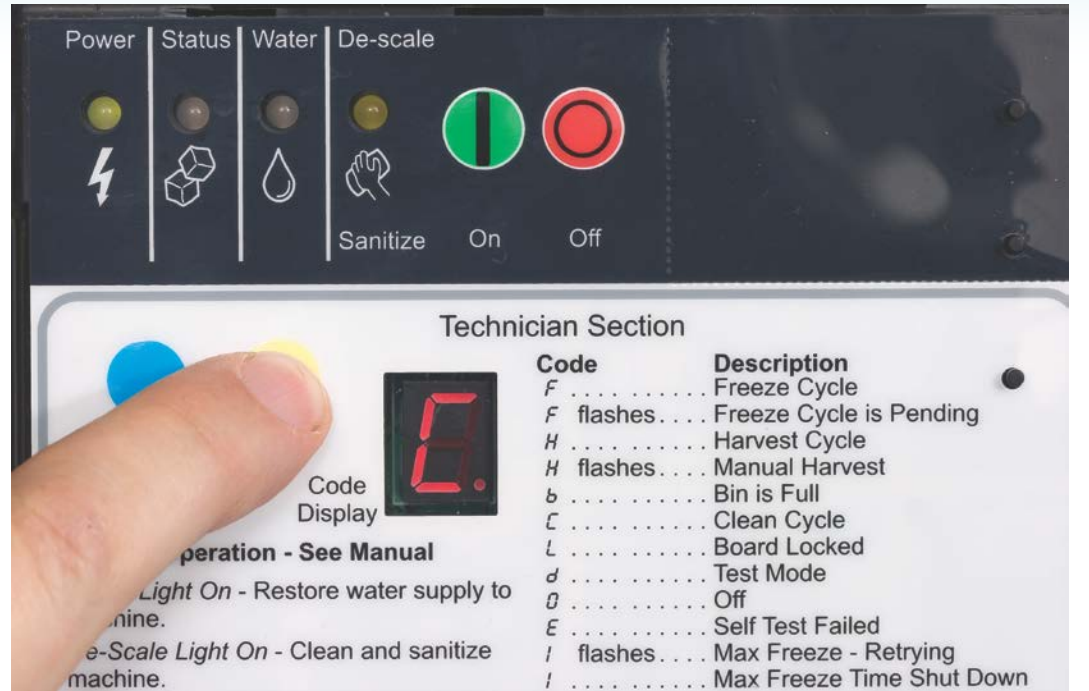 Power Status Water De-scale
Sanitize On Off
Technician Section
Code Description
F . . . . . . . . . . . Freeze Cycle
F flashes . . . . Freeze Cycle is Pending
H . . . . . . . . . . . Harvest Cycle
H flashes . . . . Manual Harvest
b . . . . . . . . . . . Bin is Full
C . . . . . . . . . . . Clean Cycle
L . . . . . . . . . . . Board Locked
d . . . . . . . . . . . Test Mode
0 . . . . . . . . . . . Off
E . . . . . . . . . . . Self Test Failed
1 flashes . . . . Max Freeze - Retrying
1 . . . . . . . . . . . Max Freeze Time Shut Down
C.
Code
Display
peration - See Manual
Light On - Restore water supply to
hine.
e-Scale Light On - Clean and sanitize
machine.